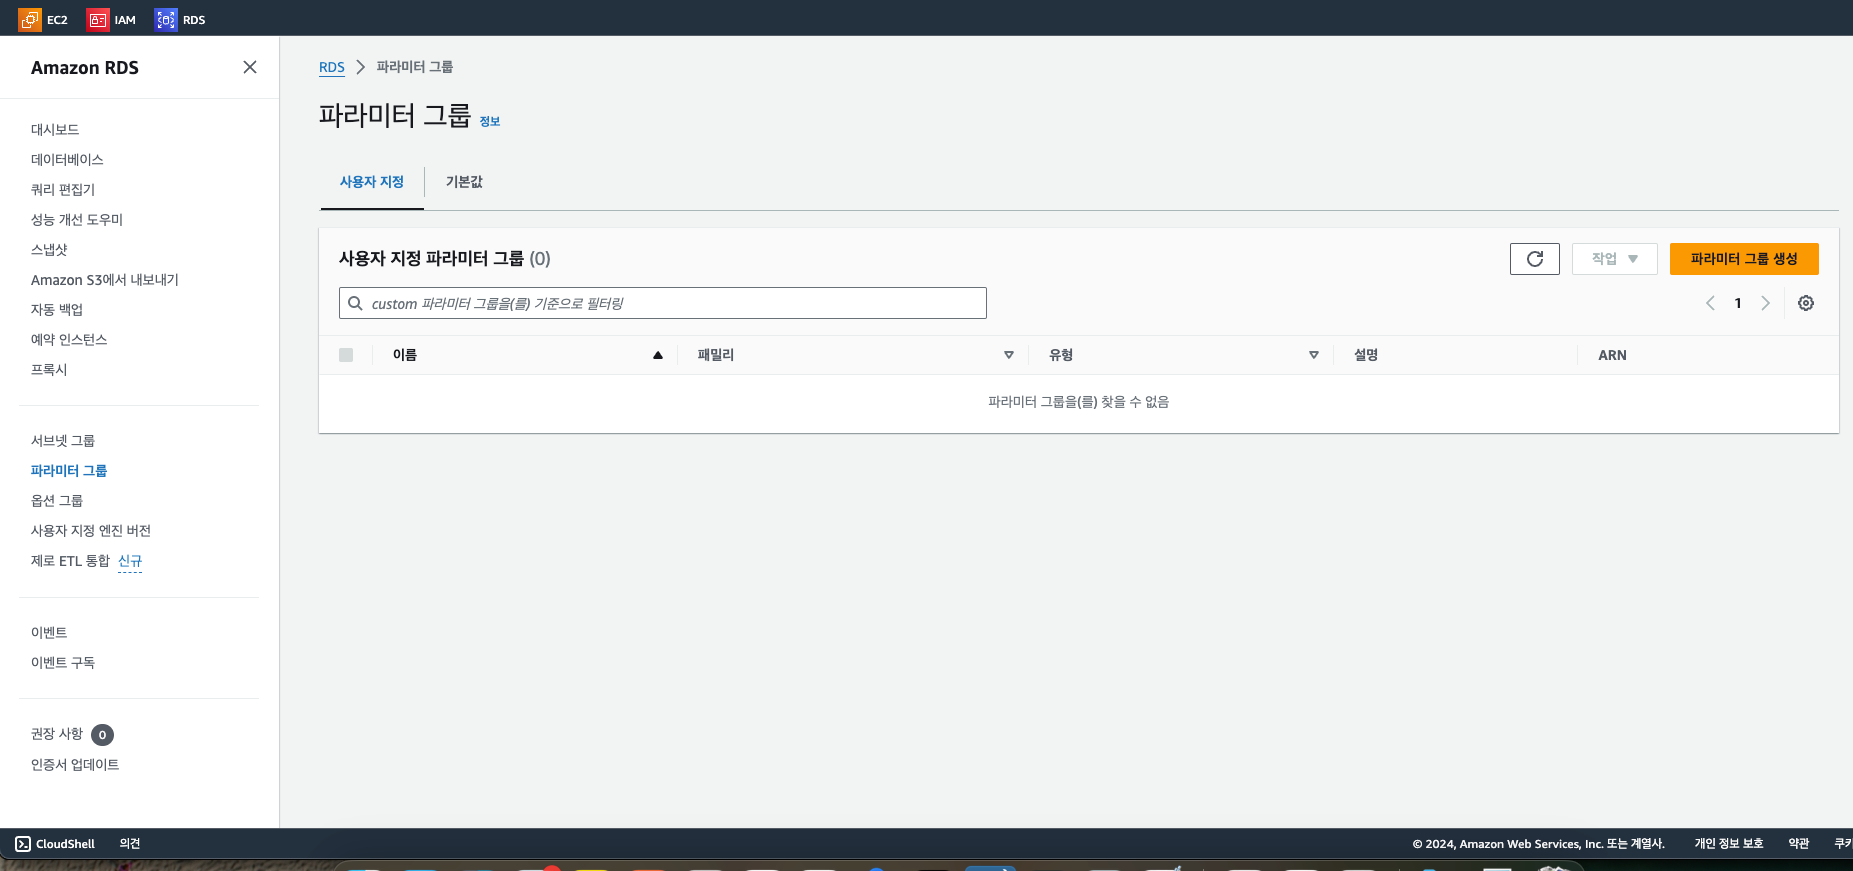 EC2 IAM RDS
Amazon RDS
대시보드
데이터베이스
쿼리 편집기
성능 개선 도우미
스냅샷
Amazon S3에서 내보내기
자동 백업
예약 인스턴스
프록시
서브넷 그룹
파라미터 그룹
옵션 그룹
사용자 지정 엔진 버전
제로 ETL 통합 신규
이벤트
이벤트 구독
권장 사항 0
인증서 업데이트
RDS 파라미터 그룹
파라미터 그룹 정보
사용자 지정 기본값
사용자 지정 파라미터 그룹 (0)
작업 파라미터 그룹 생성
custom 파라미터 그룹을(를) 기준으로 필터링
1
이름 패밀리 유형 설명 ARN
파라미터 그룹을(를) 찾을 수 없음
CloudShell 의견 © 2024, Amazon Web Services, Inc. 또는 계열사. 개인 정보 보호 약관